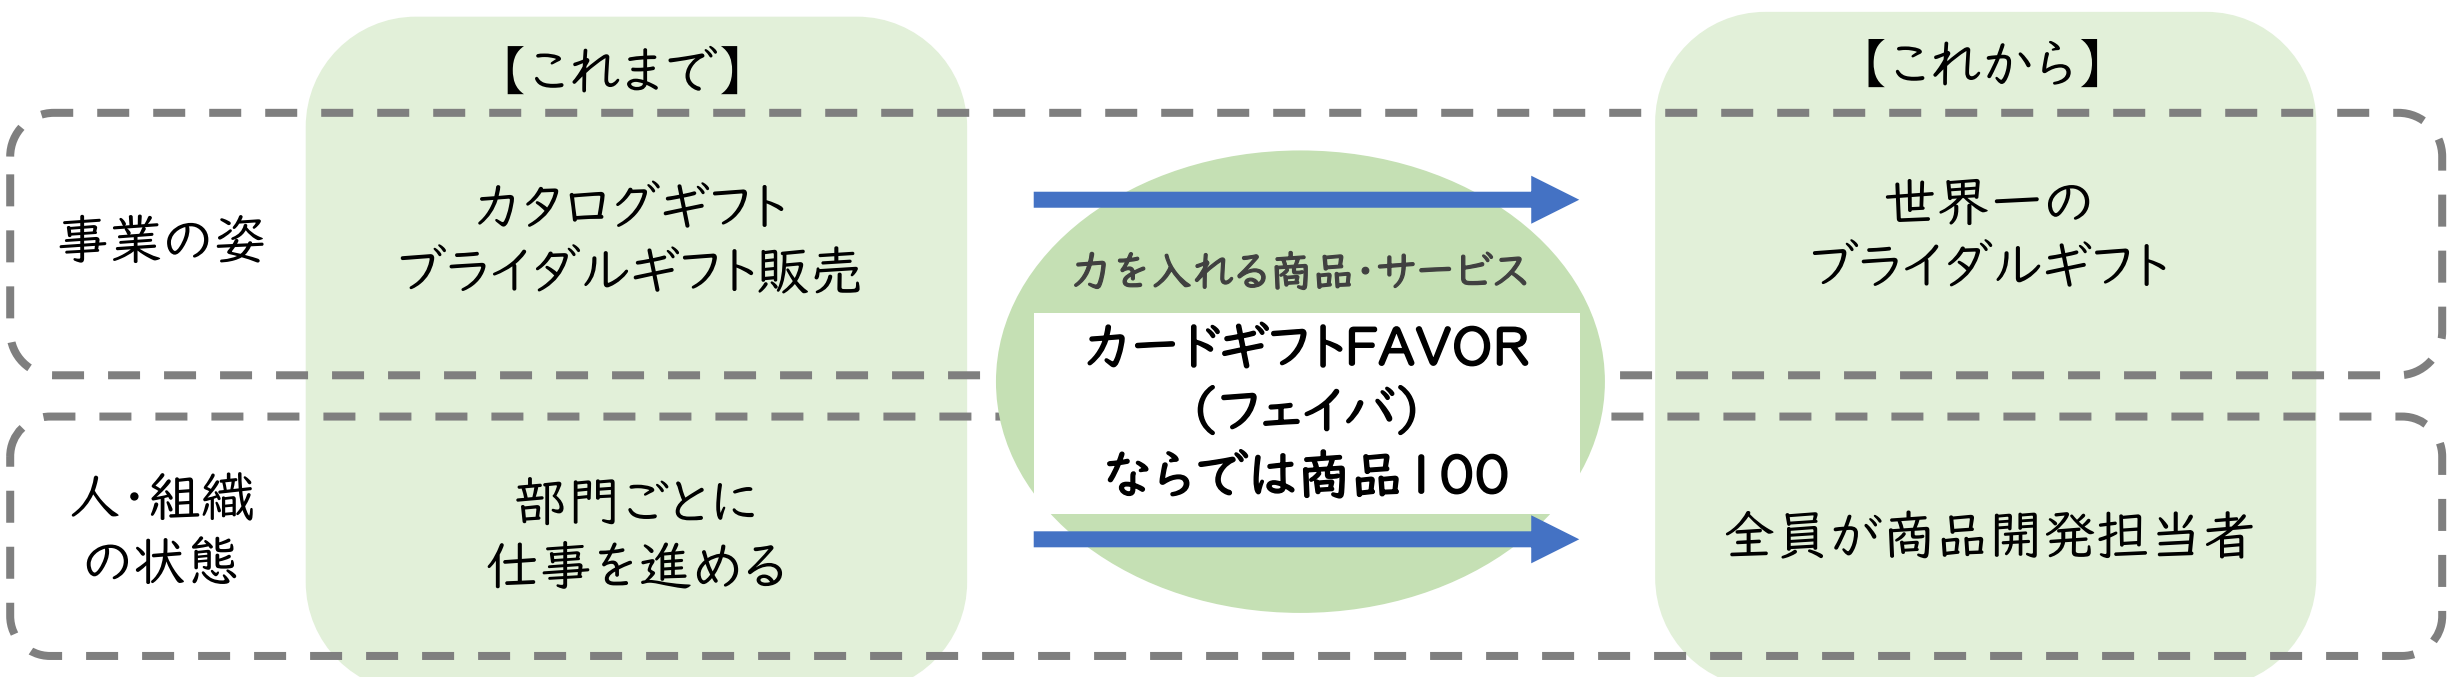 【これまで】
【これから】
事業の姿
カタログギフト
ブライダルギフト販売
力を入れる商品・サービス
カードギフトFAVOR
（フェイバ）
ならでは商品100
世界一の
ブライダルギフト
人・組織
の状態
部門ごとに
仕事を進める
全員が商品開発担当者